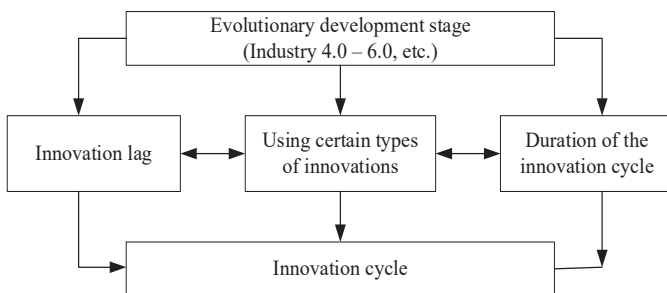 Evolutionary development stage
(Industry 4.0 – 6.0, etc.)
Innovation lag
Using certain types
of innovations
Duration of the
innovation cycle
Innovation cycle